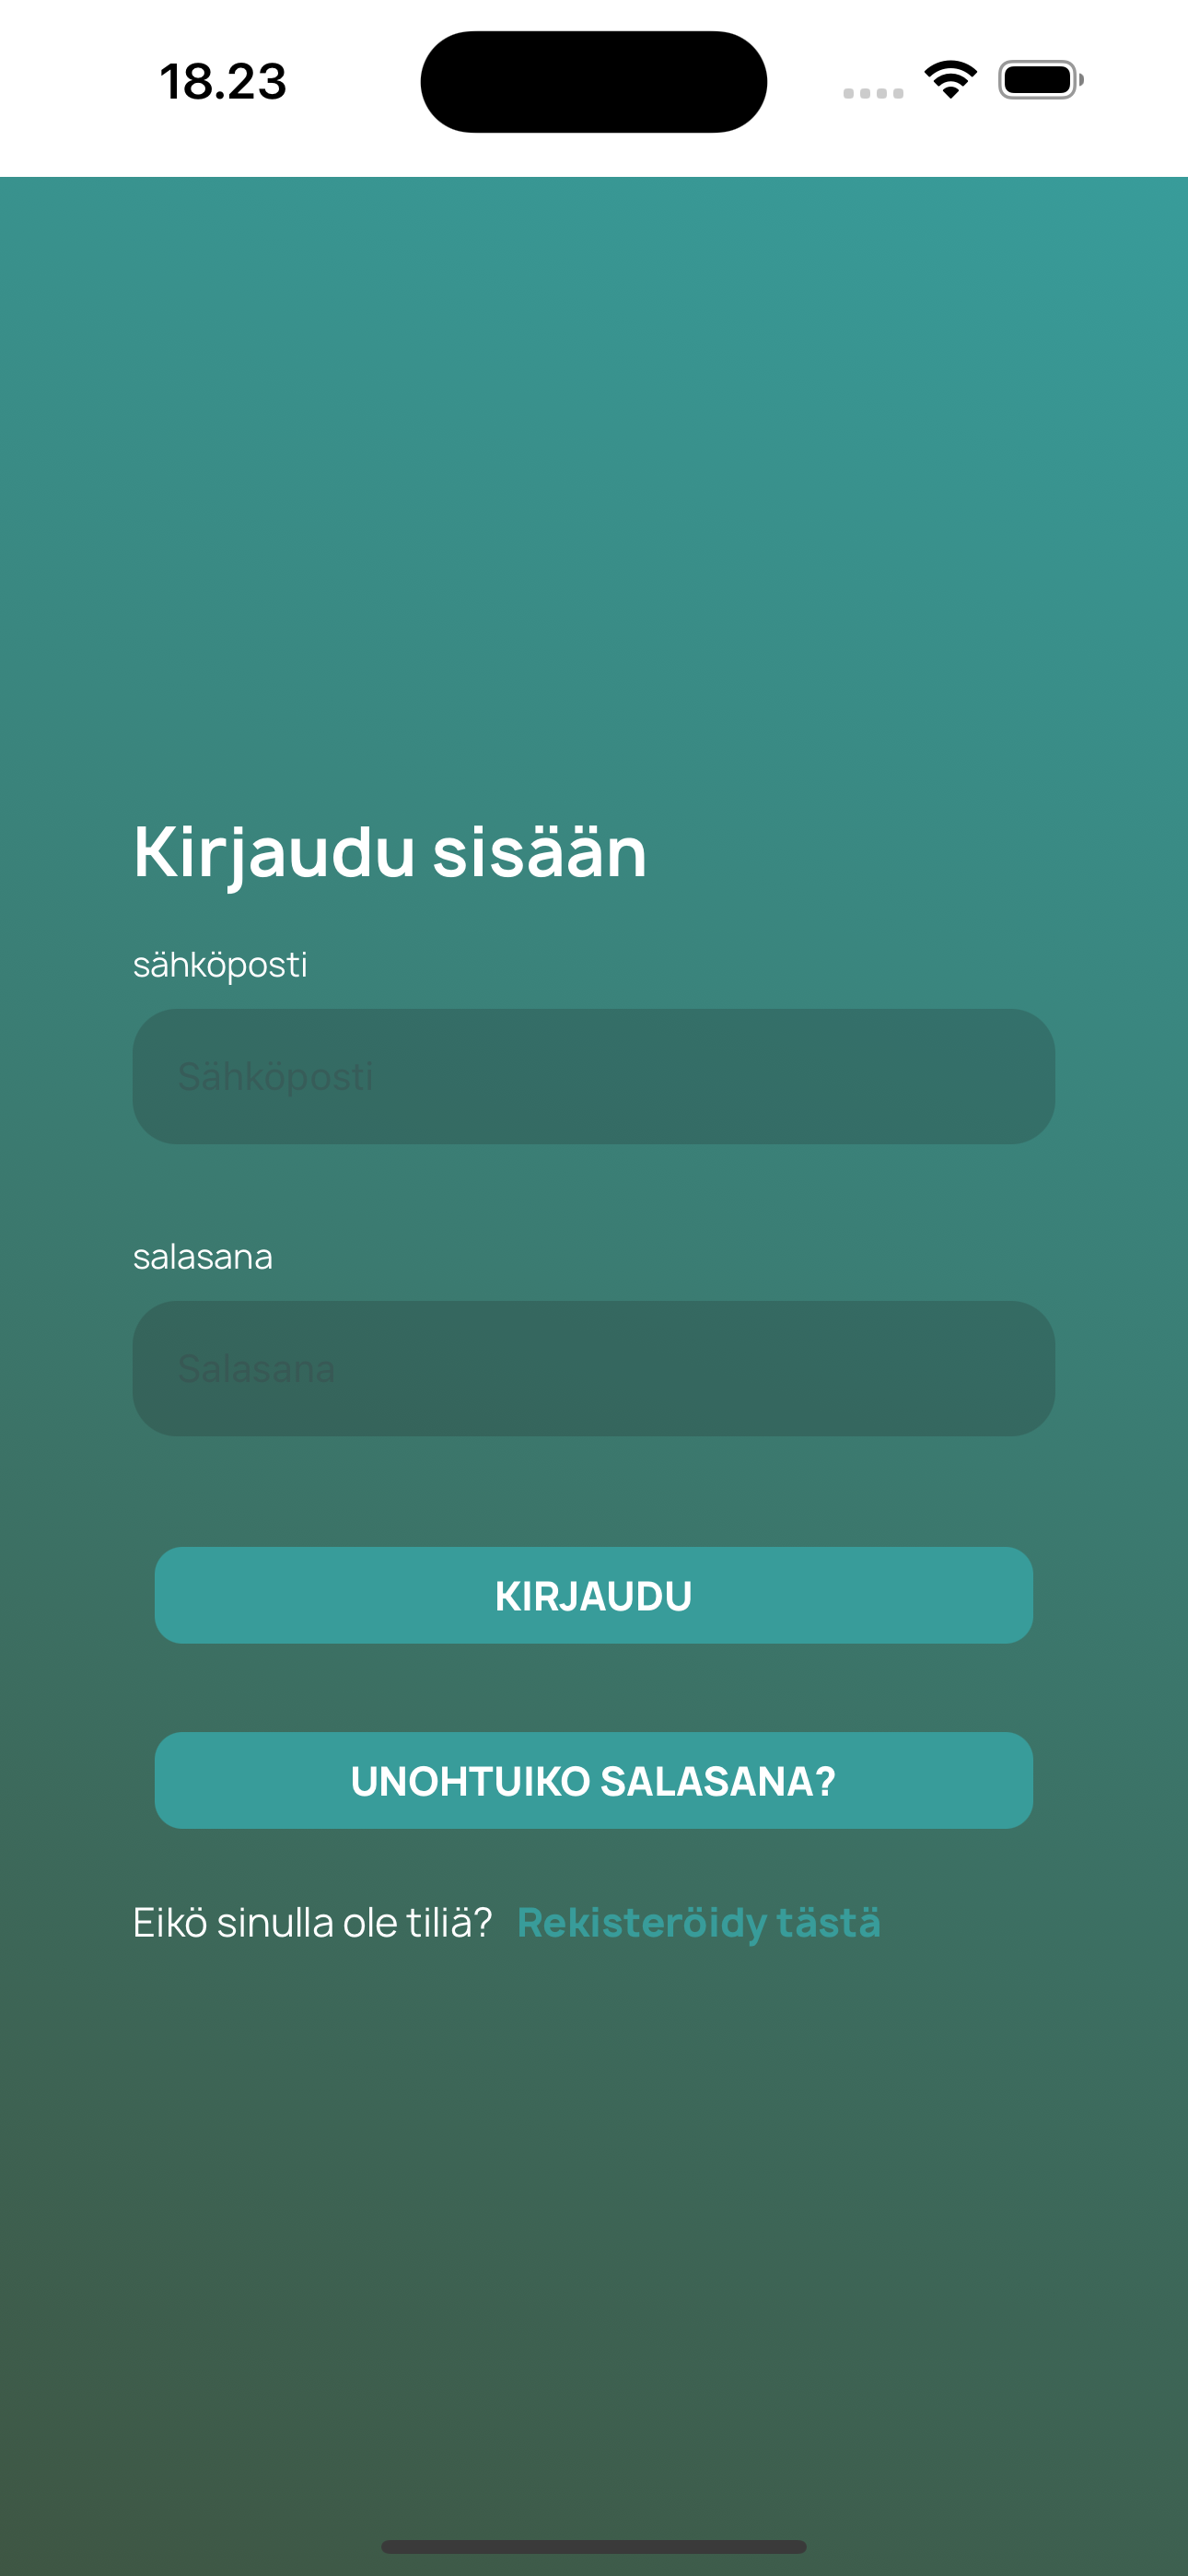 18.23
Kirjaudu sisään
sähköposti
Sähköposti
salasana
Salasana
KIRJAUDU
UNOHTUIKO SALASANA?
Eikö sinulla ole tiliä? Rekisteröidy tästä